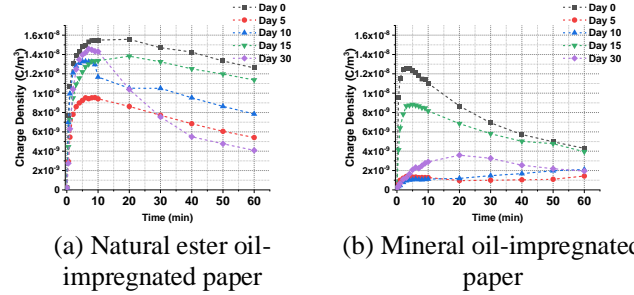 Day 0
Day 5
Day 10
Day 15
Day 30
Charge Density (C/m³)
1.6x10⁻⁸
1.4x10⁻⁸
1.2x10⁻⁸
1x10⁻⁸
8x10⁻⁹
6x10⁻⁹
4x10⁻⁹
2x10⁻⁹
0
0 10 20 30 40 50 60
Time (min)
(a) Natural ester oil-
impregnated paper
Day 0
Day 5
Day 10
Day 15
Day 30
Charge Density (C/m³)
1.6x10⁻⁸
1.4x10⁻⁸
1.2x10⁻⁸
1x10⁻⁸
8x10⁻⁹
6x10⁻⁹
4x10⁻⁹
2x10⁻⁹
0
0 10 20 30 40 50 60
Time (min)
(b) Mineral oil-impregnated
paper